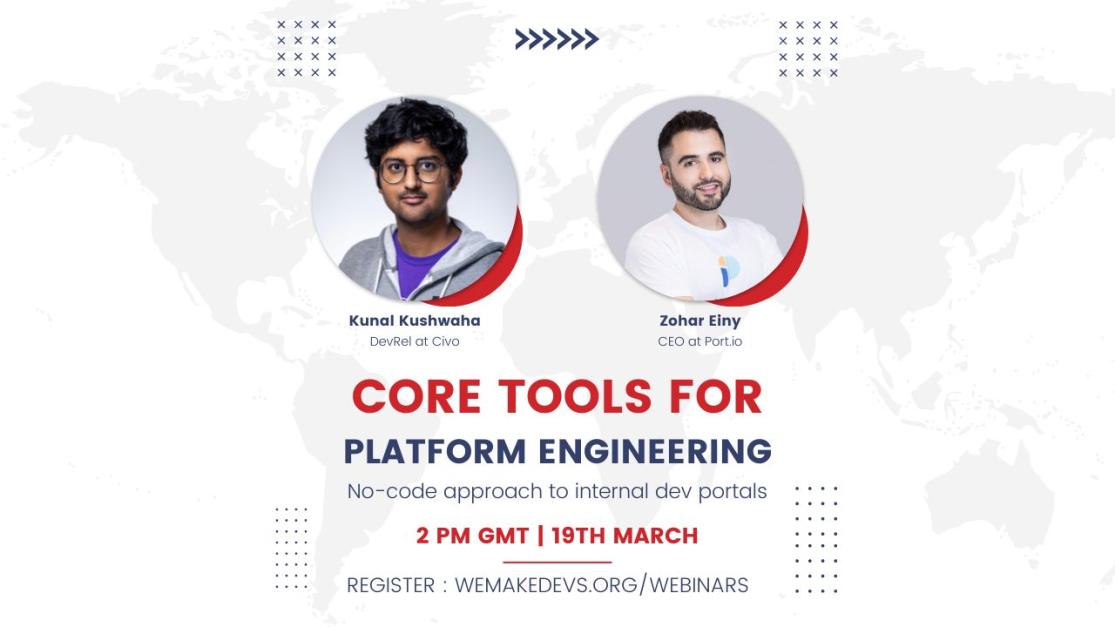 Kunal Kushwaha
DevRel at Civo
Zohar Einy
CEO at Port.io
CORE TOOLS FOR
PLATFORM ENGINEERING
No-code approach to internal dev portals
2 PM GMT | 19TH MARCH
REGISTER : WEMAKEDEVS.ORG/WEBINARS